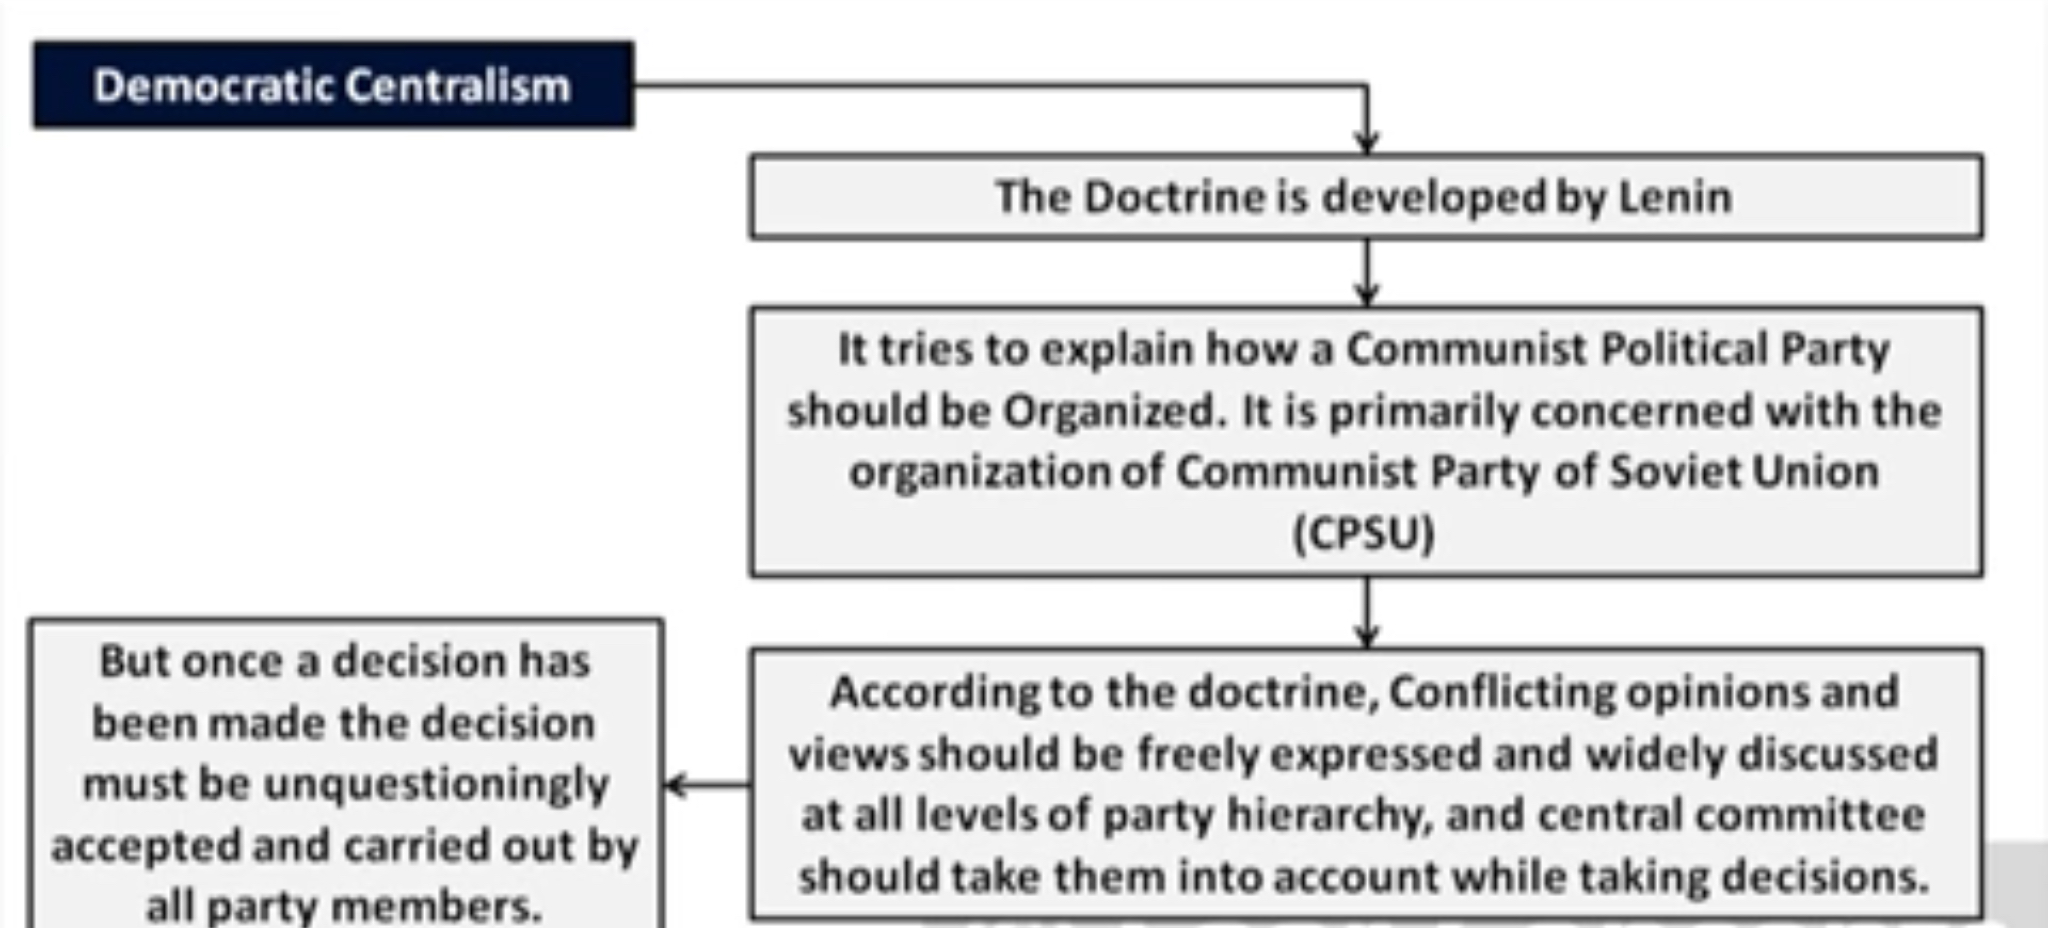 Democratic Centralism
The Doctrine is developed by Lenin
It tries to explain how a Communist Political Party
should be Organized. It is primarily concerned with the
organization of Communist Party of Soviet Union
(CPSU)
According to the doctrine, Conflicting opinions and
views should be freely expressed and widely discussed
at all levels of party hierarchy, and central committee
should take them into account while taking decisions.
But once a decision has
been made the decision
must be unquestioningly
accepted and carried out by
all party members.